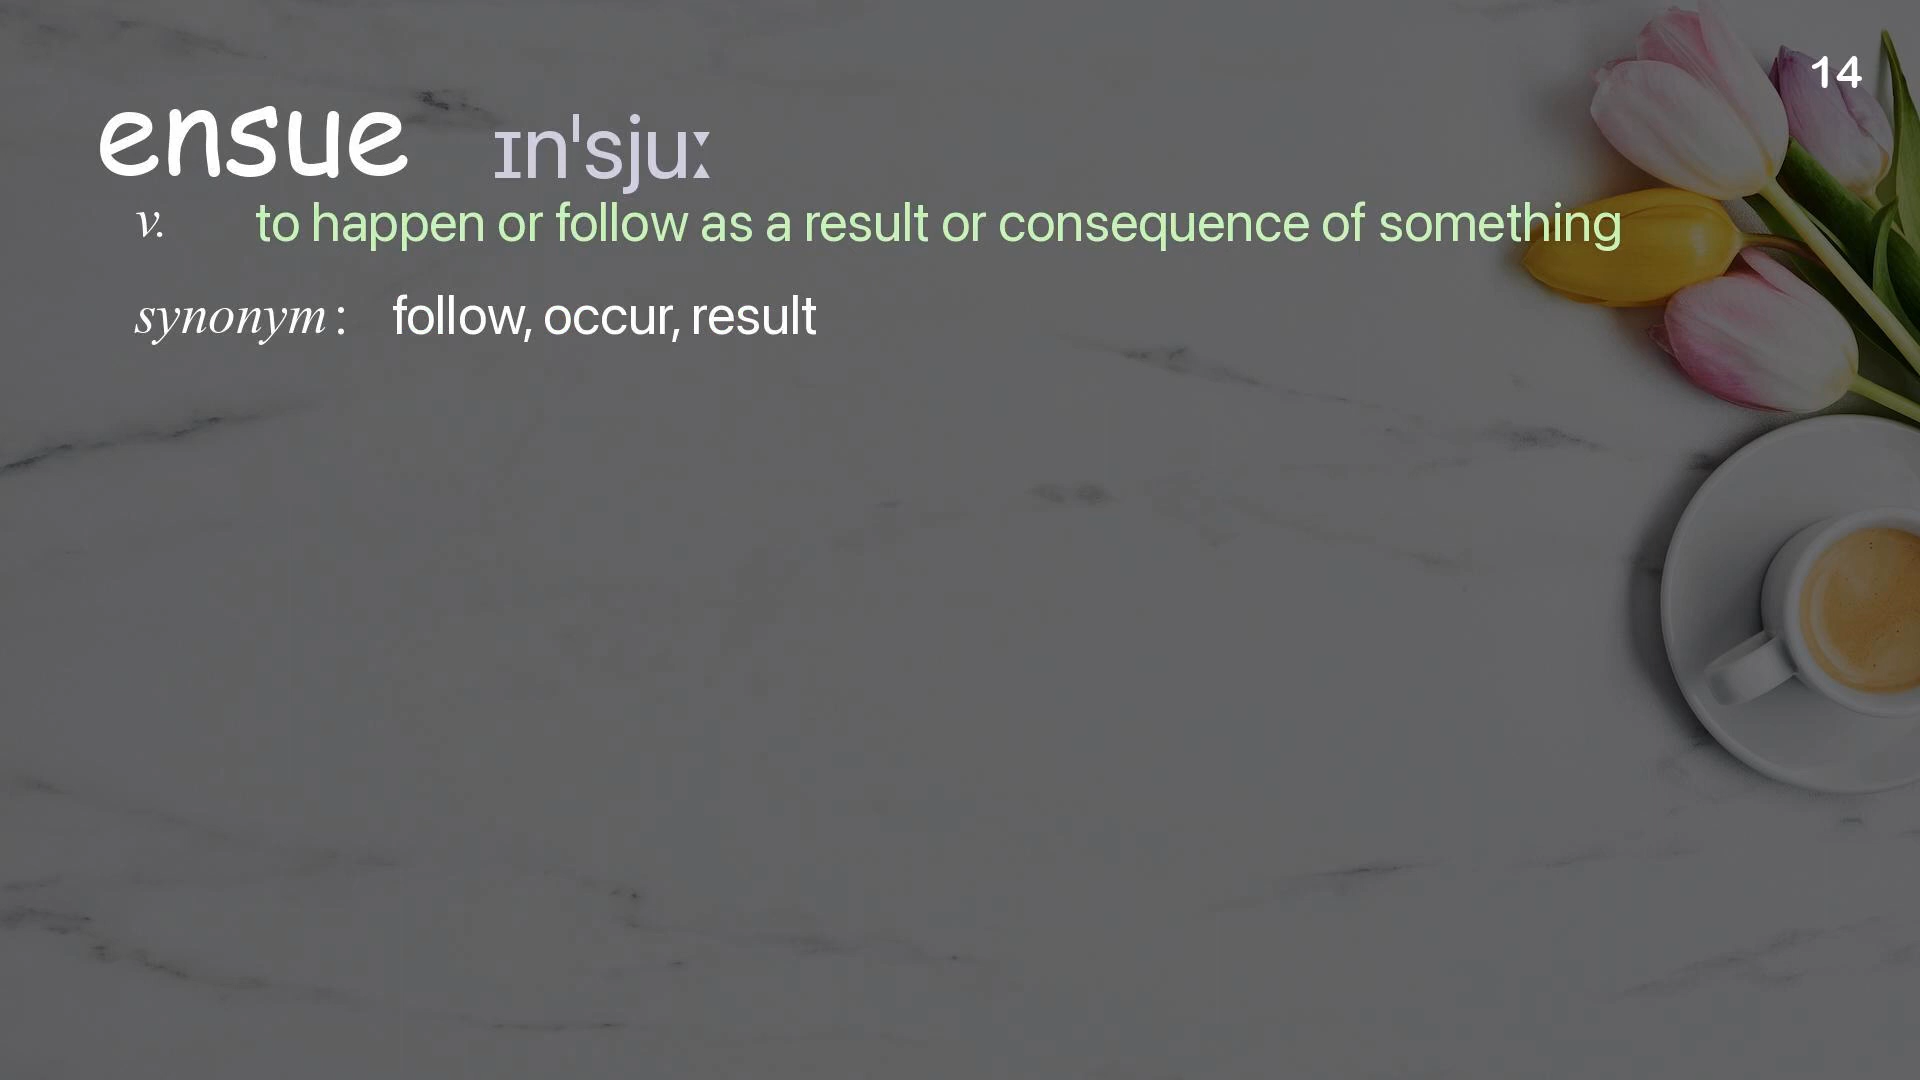 14
ensue ɪnˈsjuː
v. to happen or follow as a result or consequence of something
synonym : follow, occur, result